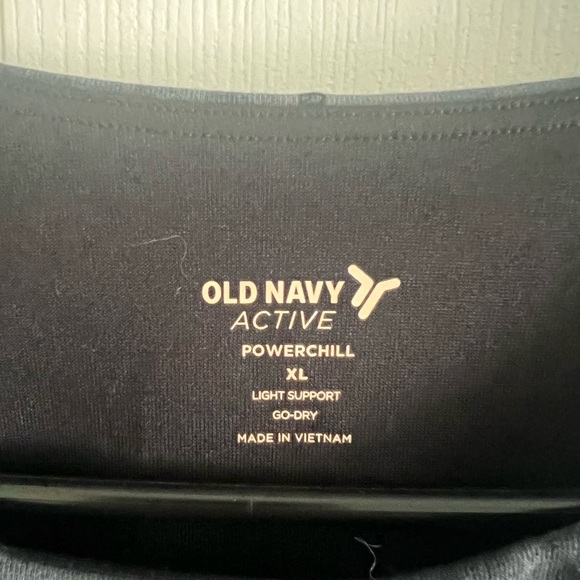 OLD NAVY
ACTIVE
POWERCHILL
XL
LIGHT SUPPORT
GO-DRY
MADE IN VIETNAM